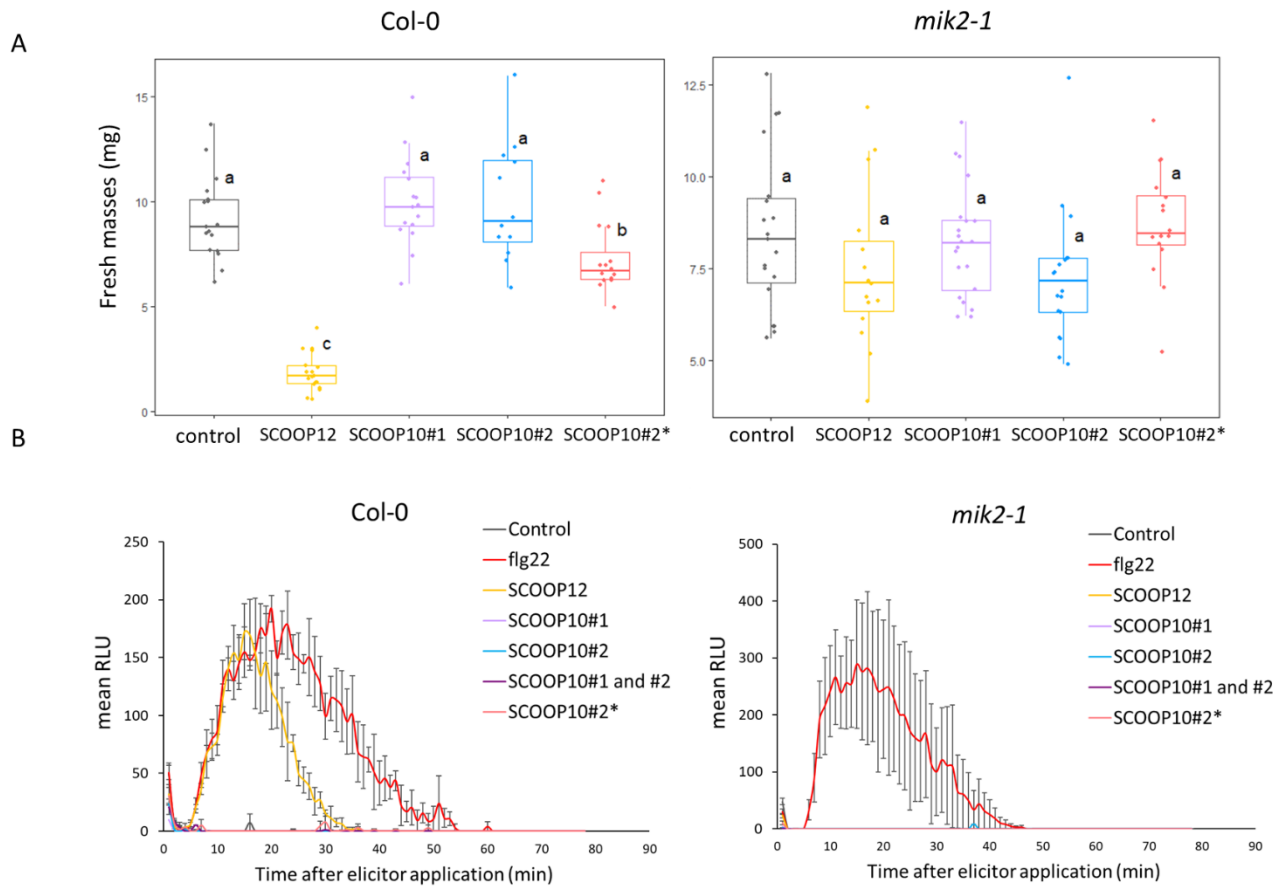 Col-0
mik2-1
A
Fresh masses (mg)
15
10
5
0
a
c
a
a
b
control
SCOOP12
SCOOP10#1
SCOOP10#2
SCOOP10#2*
12.5
10.0
7.5
5.0
a
a
a
a
a
control
SCOOP12
SCOOP10#1
SCOOP10#2
SCOOP10#2*
B
Col-0
mean RLU
250
200
150
100
50
0
0 10 20 30 40 50 60 70 80 90
Time after elicitor application (min)
Control
flg22
SCOOP12
SCOOP10#1
SCOOP10#2
SCOOP10#1 and #2
SCOOP10#2*
mik2-1
mean RLU
500
400
300
200
100
0
0 10 20 30 40 50 60 70 80 90
Time after elicitor application (min)
Control
flg22
SCOOP12
SCOOP10#1
SCOOP10#2
SCOOP10#1 and #2
SCOOP10#2*